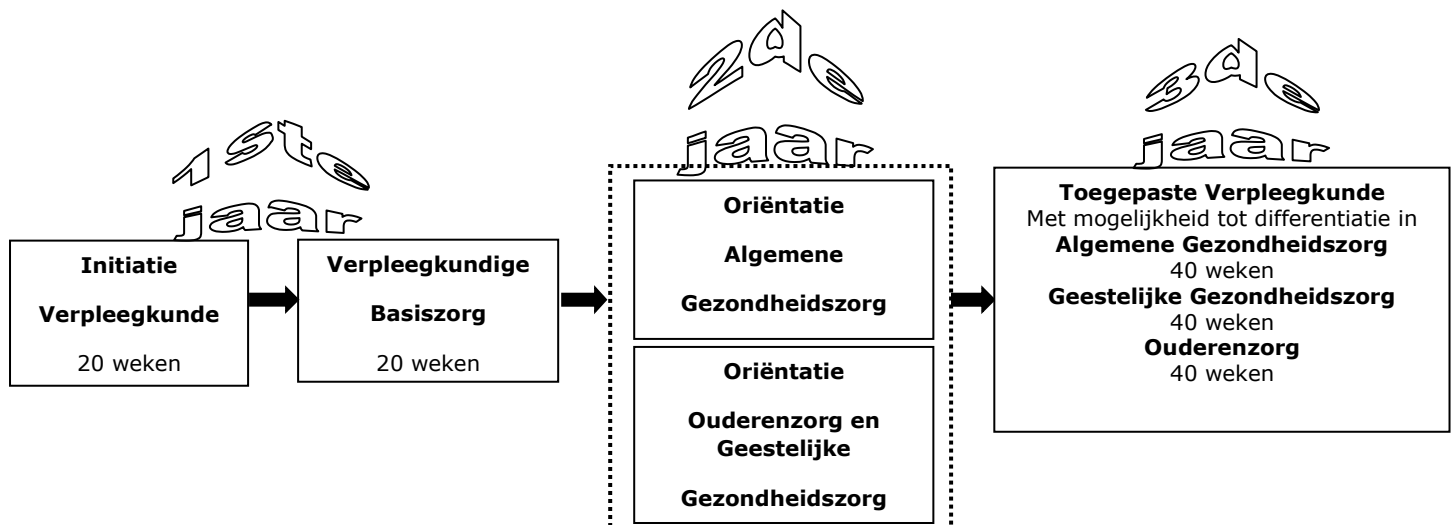 1ste
jaar
Initiatie
Verpleegkunde
20 weken
Verpleegkundige
Basiszorg
20 weken
2de
jaar
Oriëntatie
Algemene
Gezondheidszorg
Oriëntatie
Ouderenzorg en
Geestelijke
Gezondheidszorg
3de
jaar
Toegepaste Verpleegkunde
Met mogelijkheid tot differentiatie in
Algemene Gezondheidszorg
40 weken
Geestelijke Gezondheidszorg
40 weken
Ouderenzorg
40 weken